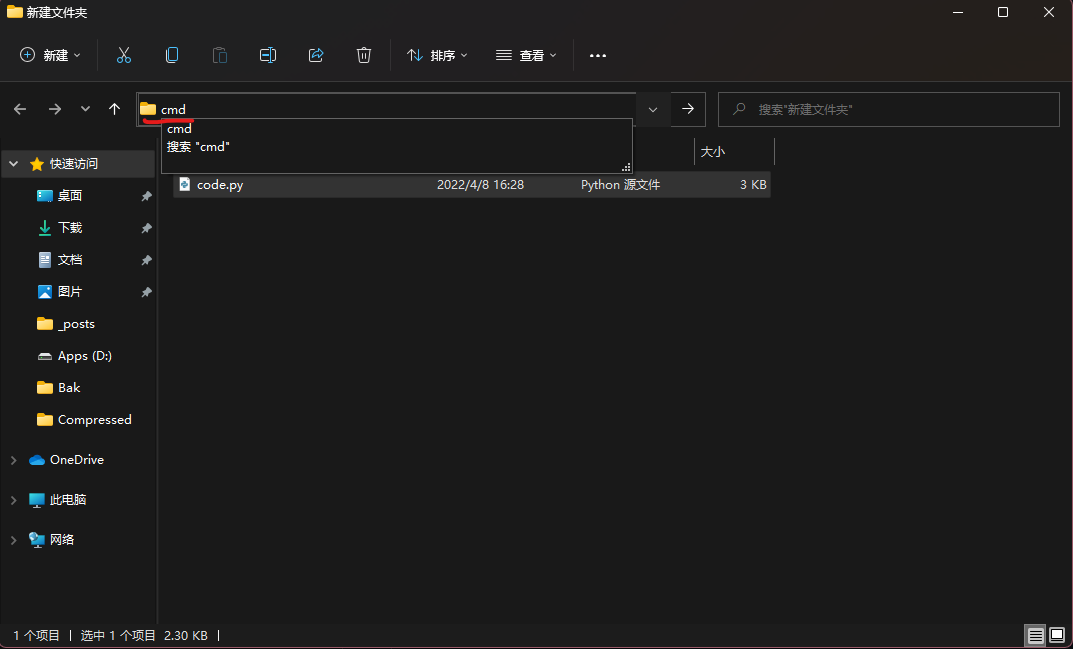 新建文件夹
新建 排序 查看
cmd
搜索"新建文件夹"
cmd
搜索 "cmd"
大小
code.py 2022/4/8 16:28 Python 源文件 3 KB
快速访问
桌面
下载
文档
图片
_posts
Apps (D:)
Bak
Compressed
OneDrive
此电脑
网络
1 个项目 选中 1 个项目 2.30 KB